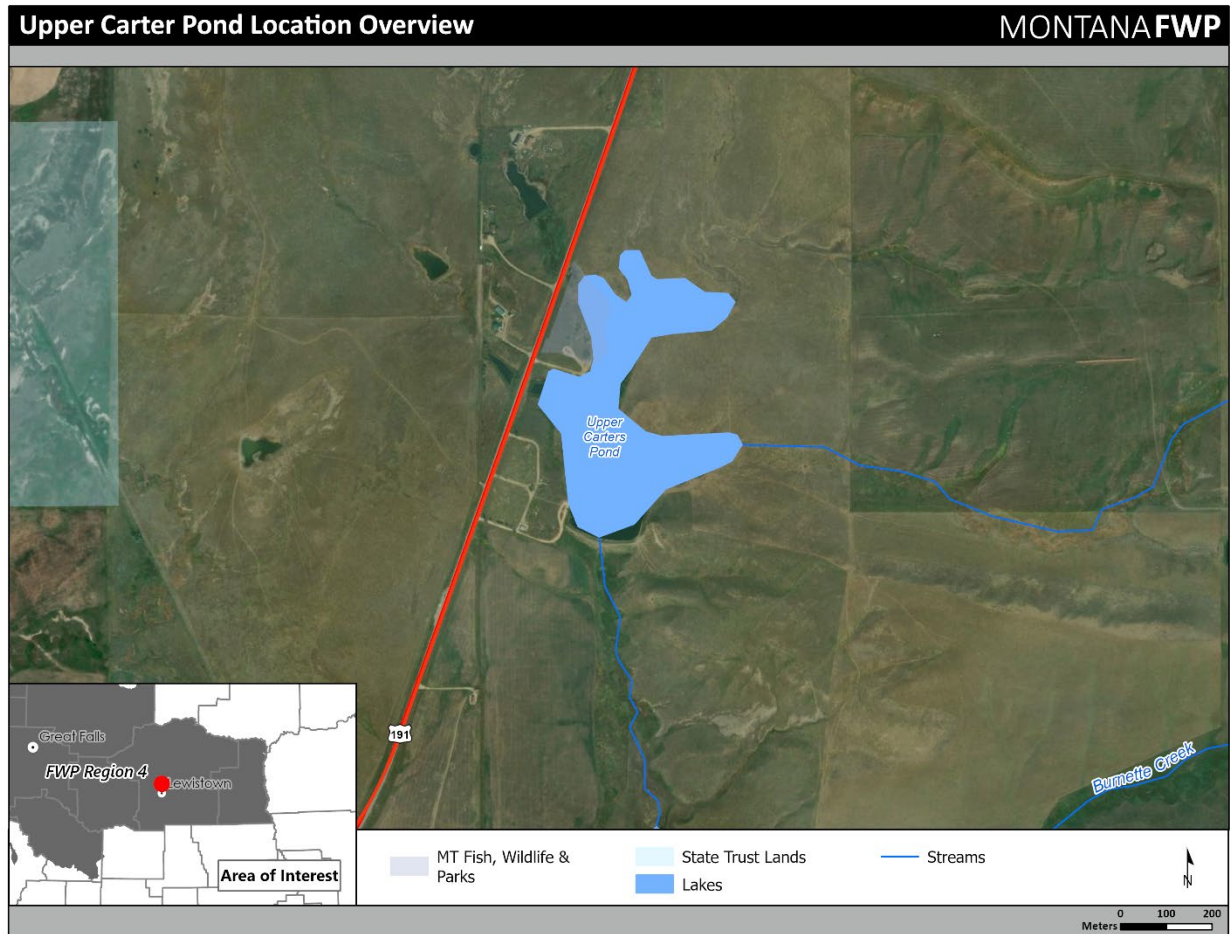 Upper Carter Pond Location Overview
MONTANA FWP
Upper
Carters
Pond
191
Burnette Creek
Great Falls
FWP Region 4
Lewistown
Area of Interest
MT Fish, Wildlife &
Parks
State Trust Lands
Lakes
Streams
N
0 100 200
Meters